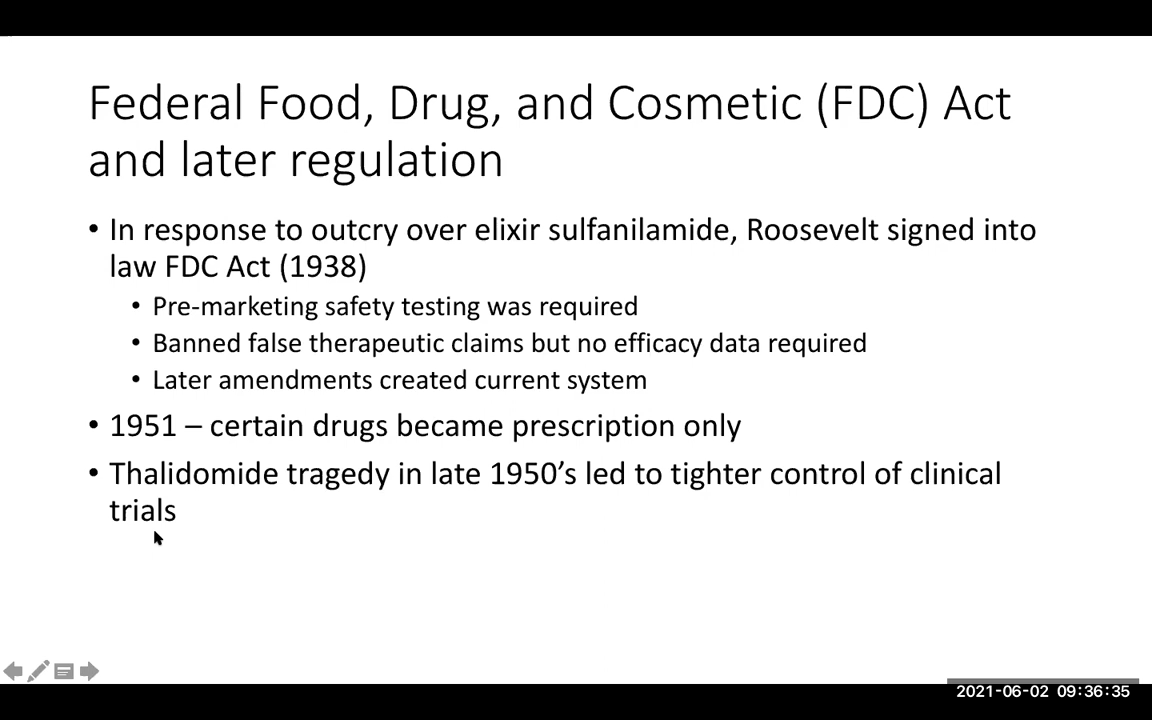 Federal Food, Drug, and Cosmetic (FDC) Act
and later regulation
• In response to outcry over elixir sulfanilamide, Roosevelt signed into
law FDC Act (1938)
• Pre-marketing safety testing was required
• Banned false therapeutic claims but no efficacy data required
• Later amendments created current system
• 1951 – certain drugs became prescription only
• Thalidomide tragedy in late 1950’s led to tighter control of clinical
trials
2021-06-02 09:36:35